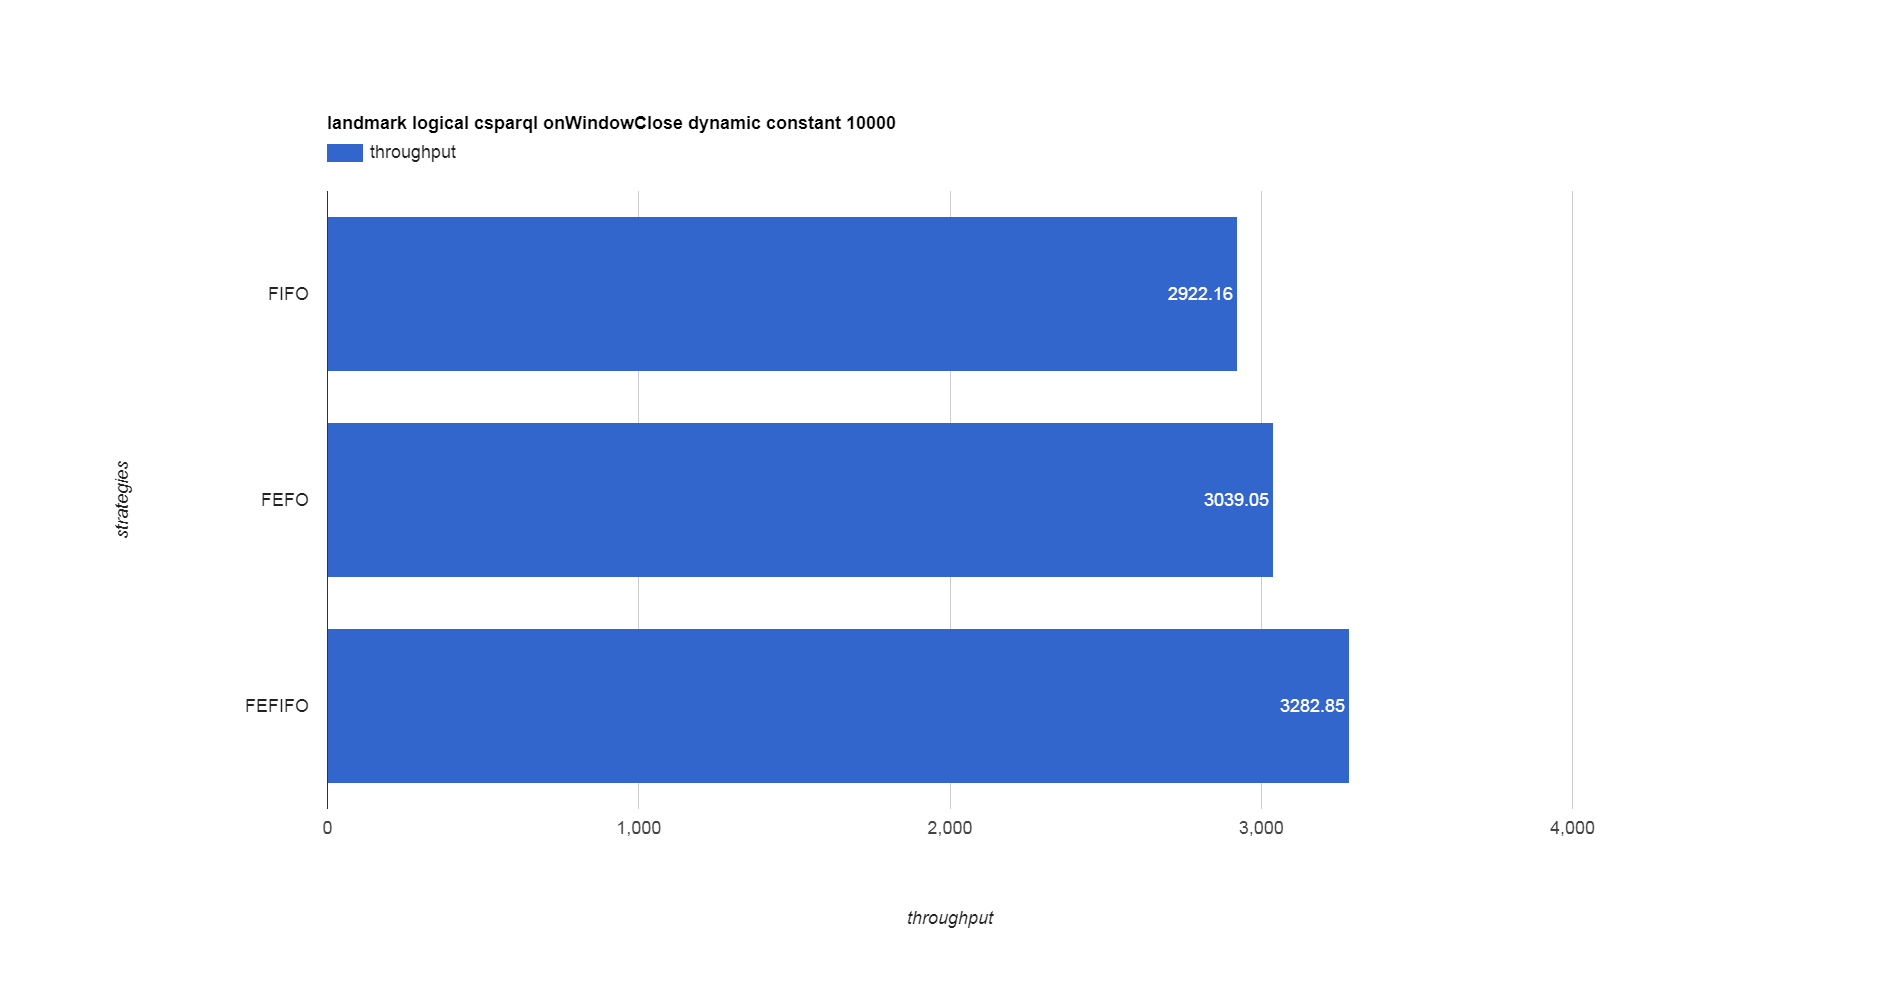 landmark logical csparql onWindowClose dynamic constant 10000
throughput
FIFO
2922.16
FEFO
3039.05
FEFIFO
3282.85
strategies
0 1,000 2,000 3,000 4,000
throughput